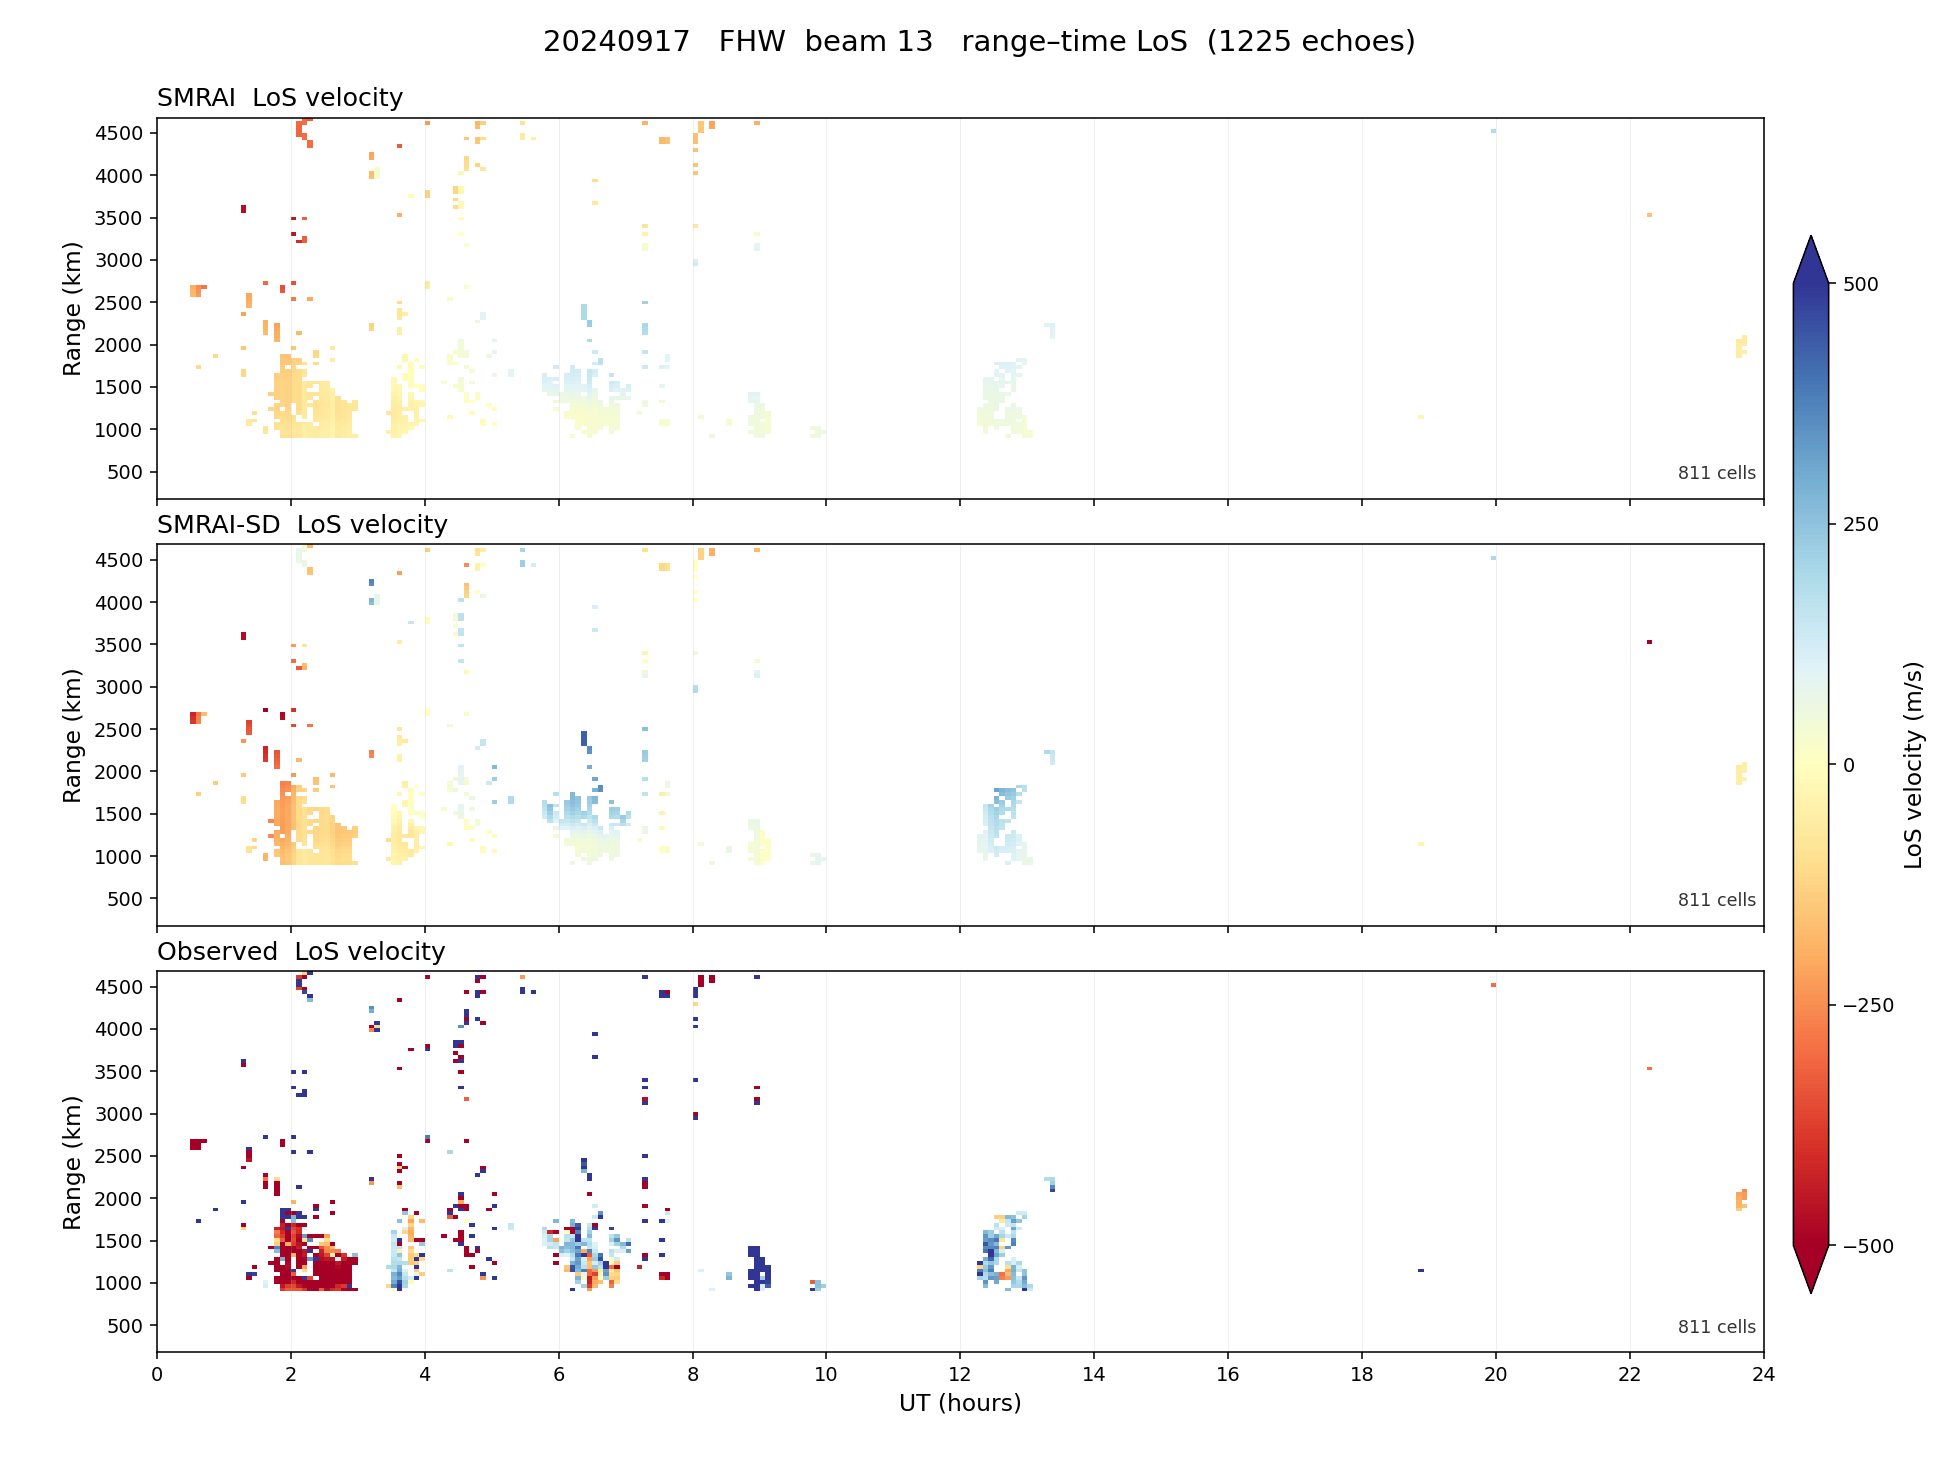 20240917 FHW beam 13 range–time LoS (1225 echoes)
SMRAI LoS velocity
4500
4000
3500
3000
2500
2000
1500
1000
500
Range (km)
811 cells
SMRAI-SD LoS velocity
4500
4000
3500
3000
2500
2000
1500
1000
500
Range (km)
811 cells
Observed LoS velocity
4500
4000
3500
3000
2500
2000
1500
1000
500
Range (km)
811 cells
0 2 4 6 8 10 12 14 16 18 20 22 24
UT (hours)
500
250
0
−250
−500
LoS velocity (m/s)